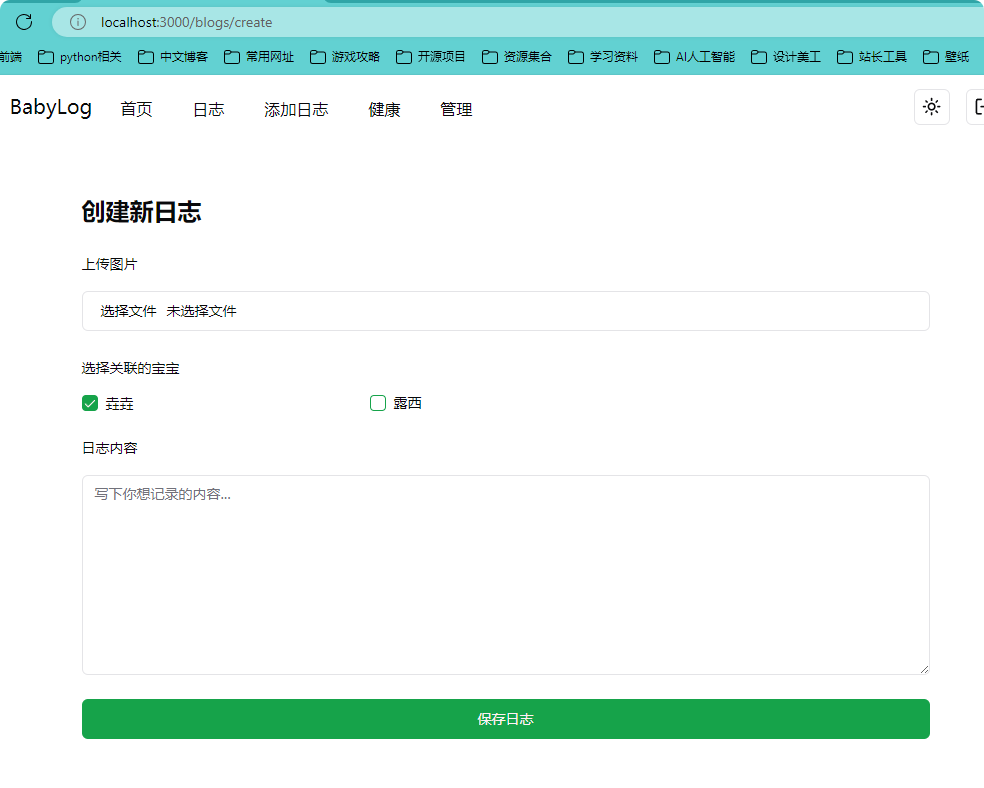 localhost:3000/blogs/create
前端 python相关 中文博客 常用网址 游戏攻略 开源项目 资源集合 学习资料 AI人工智能 设计美工 站长工具 壁纸
BabyLog 首页 日志 添加日志 健康 管理
创建新日志
上传图片
选择文件 未选择文件
选择关联的宝宝
垚垚 露西
日志内容
写下你想记录的内容...
保存日志